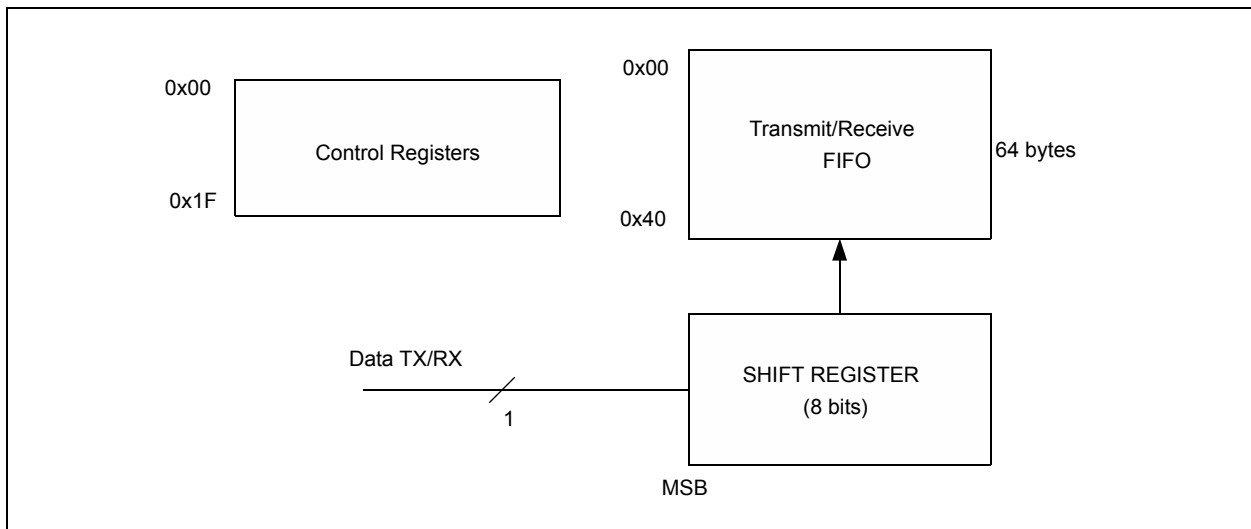 0x00
Control Registers
0x1F
0x00
Transmit/Receive
FIFO
64 bytes
0x40
Data TX/RX
1
SHIFT REGISTER
(8 bits)
MSB